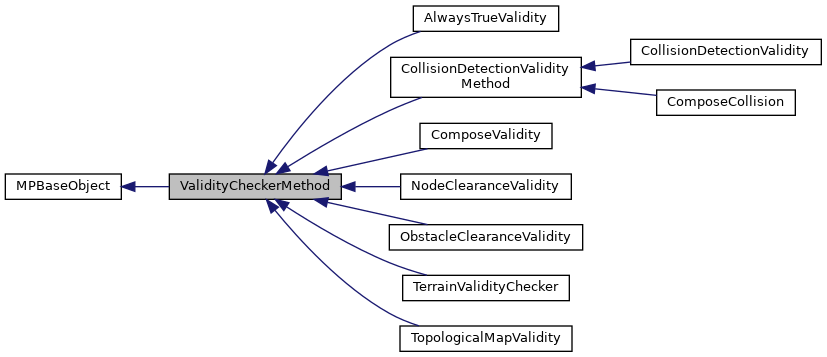 AlwaysTrueValidity
CollisionDetectionValidity
CollisionDetectionValidity
Method
ComposeCollision
ComposeValidity
MPBaseObject
ValidityCheckerMethod
NodeClearanceValidity
ObstacleClearanceValidity
TerrainValidityChecker
TopologicalMapValidity